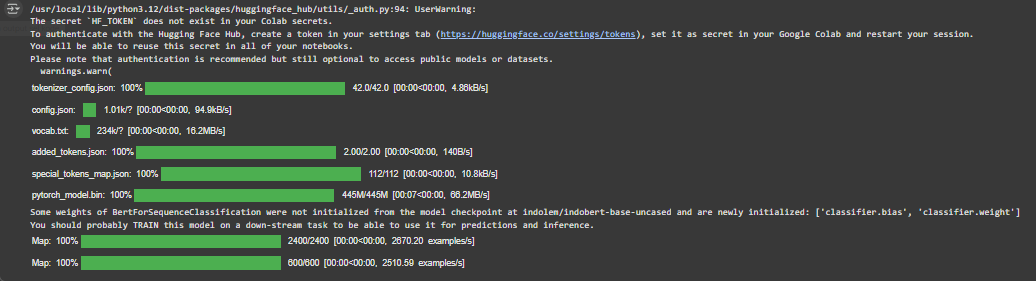 /usr/local/lib/python3.12/dist-packages/huggingface_hub/utils/_auth.py:94: UserWarning:
The secret `HF_TOKEN` does not exist in your Colab secrets.
To authenticate with the Hugging Face Hub, create a token in your settings tab (https://huggingface.co/settings/tokens), set it as secret in your Google Colab and restart your session.
You will be able to reuse this secret in all of your notebooks.
Please note that authentication is recommended but still optional to access public models or datasets.
  warnings.warn(
tokenizer_config.json: 100% 42.0/42.0 [00:00<00:00, 4.86kB/s]
config.json: 1.01k/? [00:00<00:00, 94.9kB/s]
vocab.txt: 234k/? [00:00<00:00, 16.2MB/s]
added_tokens.json: 100% 2.00/2.00 [00:00<00:00, 140B/s]
special_tokens_map.json: 100% 112/112 [00:00<00:00, 10.8kB/s]
pytorch_model.bin: 100% 445M/445M [00:07<00:00, 66.2MB/s]
Some weights of BertForSequenceClassification were not initialized from the model checkpoint at indolem/indobert-base-uncased and are newly initialized: ['classifier.bias', 'classifier.weight']
You should probably TRAIN this model on a down-stream task to be able to use it for predictions and inference.
Map: 100% 2400/2400 [00:00<00:00, 2670.20 examples/s]
Map: 100% 600/600 [00:00<00:00, 2510.59 examples/s]